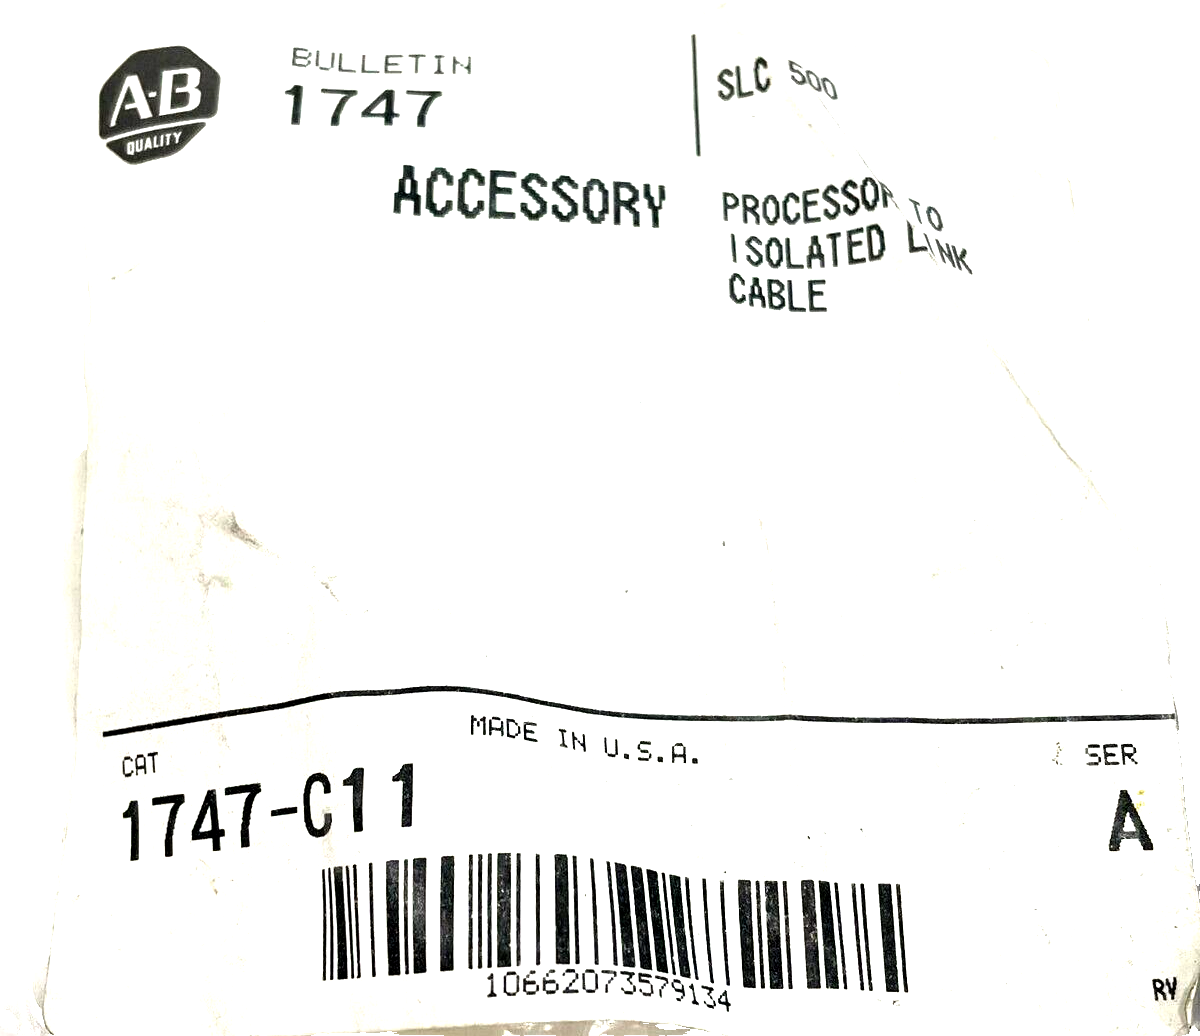 A-B
QUALITY
BULLETIN
1747
SLC 500
ACCESSORY
PROCESSOR TO
ISOLATED LINK
CABLE
MADE IN U.S.A.
CAT
SER
1747-C11
A
10662073579134
RV